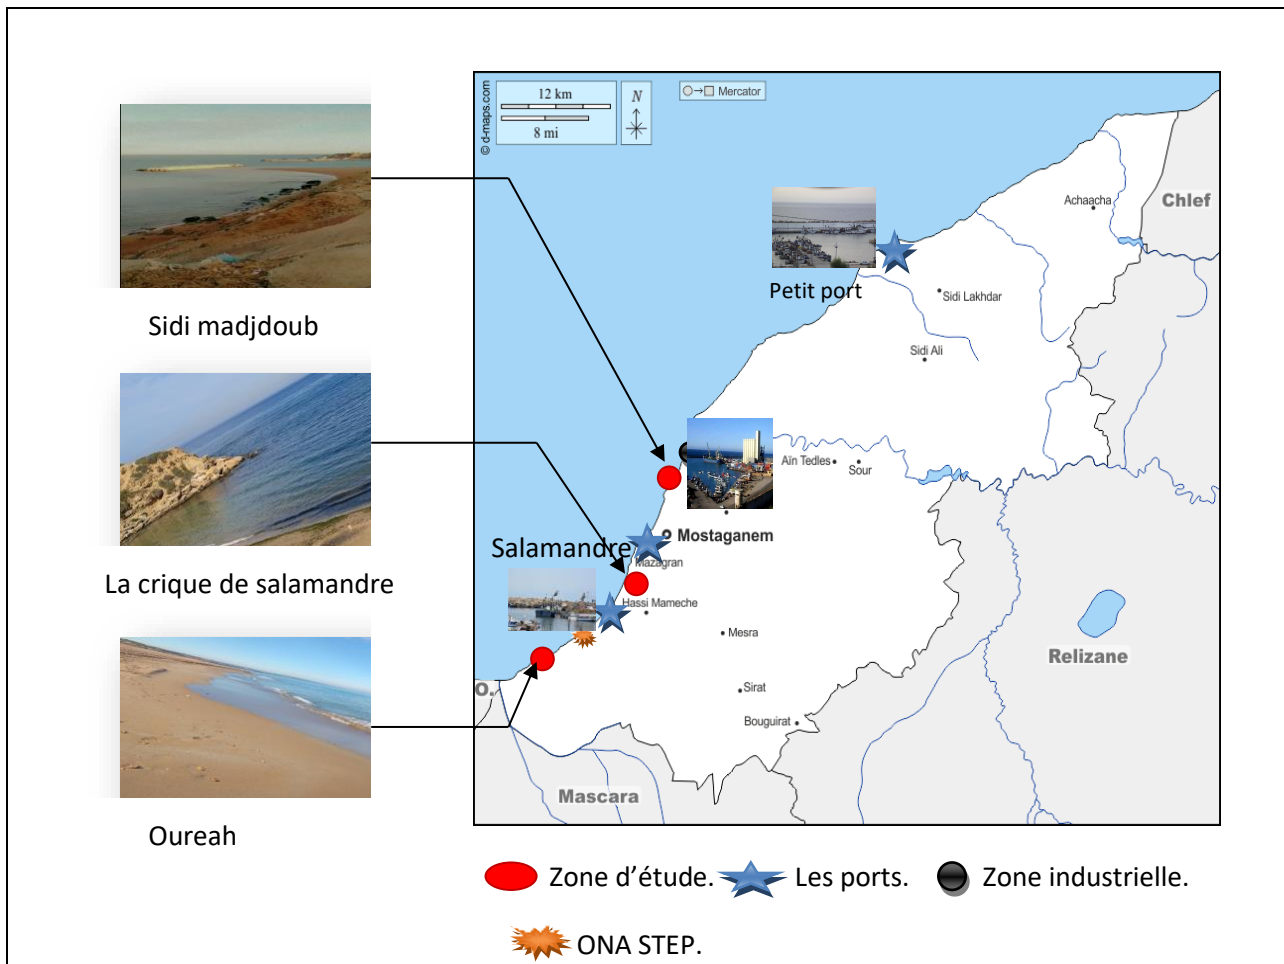 Sidi madjdoub
La crique de salamandre
Oureah
© d-maps.com
12 km
8 mi
N
Mercator
Achaacha
Chlef
Petit port
Sidi Lakhdar
Sidi Ali
Aïn Tedles
Sour
Mostaganem
Salamandre
Mazagran
Hassi Mameche
Mesra
Relizane
O.
Sirat
Bouguirat
Mascara
Zone d’étude.
Les ports.
Zone industrielle.
ONA STEP.